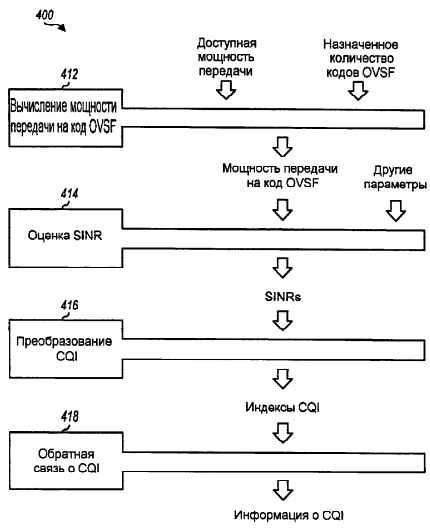 400
Доступная
мощность
передачи
Назначенное
количество
кодов OVSF
412
Вычисление мощности
передачи на код OVSF
Мощность передачи
на код OVSF
Другие
параметры
414
Оценка SINR
SINRs
416
Преобразование
CQI
Индексы CQI
418
Обратная
связь о CQI
Информация о CQI